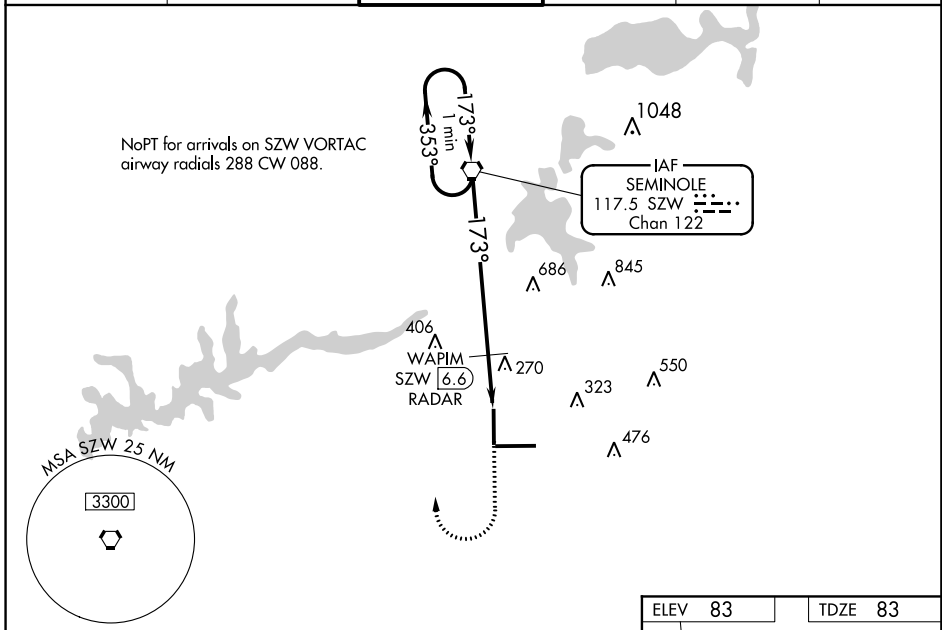 1048
NoPT for arrivals on SZW VORTAC
airway radials 288 CW 088.
173°
1 min
353°
IAF
SEMINOLE
117.5 SZW
Chan 122
173°
686
845
406
WAPIM
SZW 6.6
RADAR
270
323
550
476
MSA SZW 25 NM
3300
ELEV 83
TDZE 83